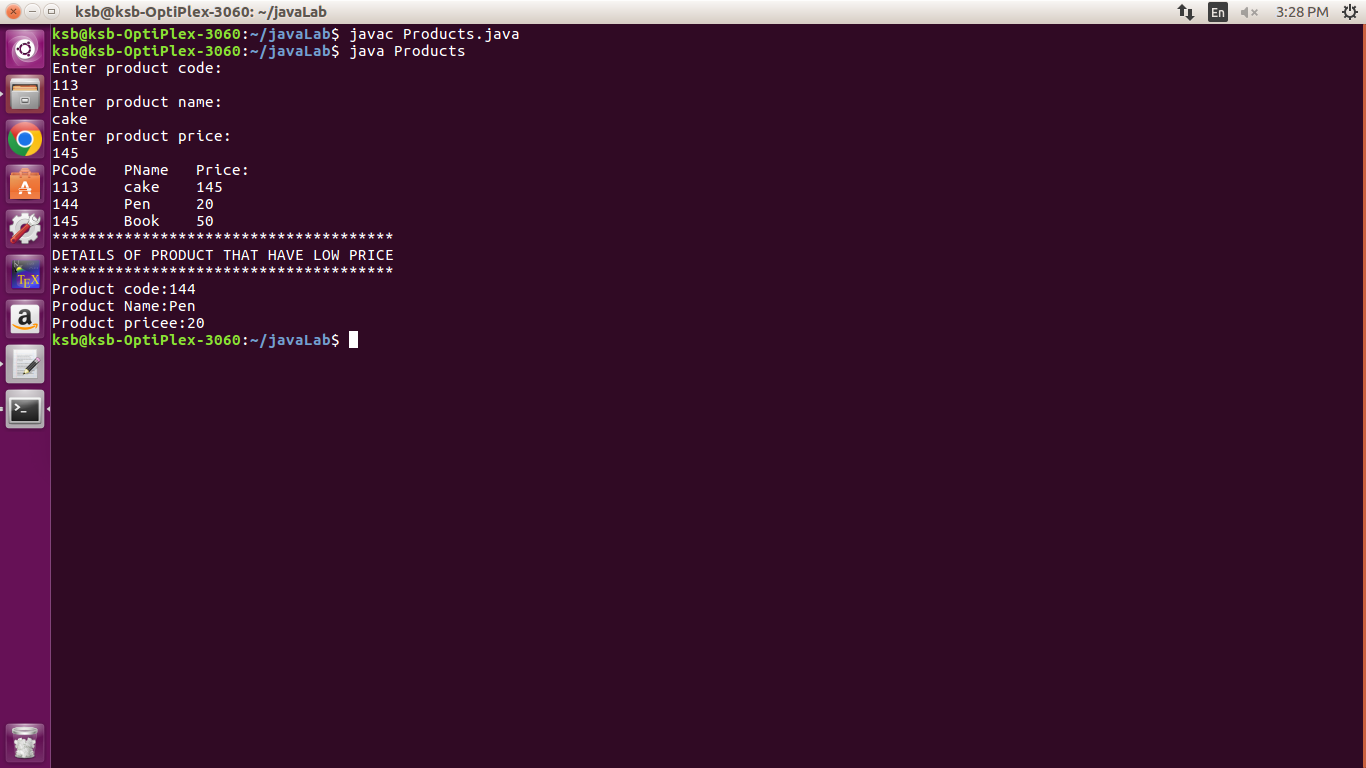 ksb@ksb-OptiPlex-3060: ~/javaLab
En
3:28 PM
ksb@ksb-OptiPlex-3060:~/javaLab$ javac Products.java
ksb@ksb-OptiPlex-3060:~/javaLab$ java Products
Enter product code:
113
Enter product name:
cake
Enter product price:
145
PCode   PName   Price:
113     cake    145
144     Pen     20
145     Book    50
**************************************
DETAILS OF PRODUCT THAT HAVE LOW PRICE
**************************************
Product code:144
Product Name:Pen
Product pricee:20
ksb@ksb-OptiPlex-3060:~/javaLab$
A
TEX
a
>_